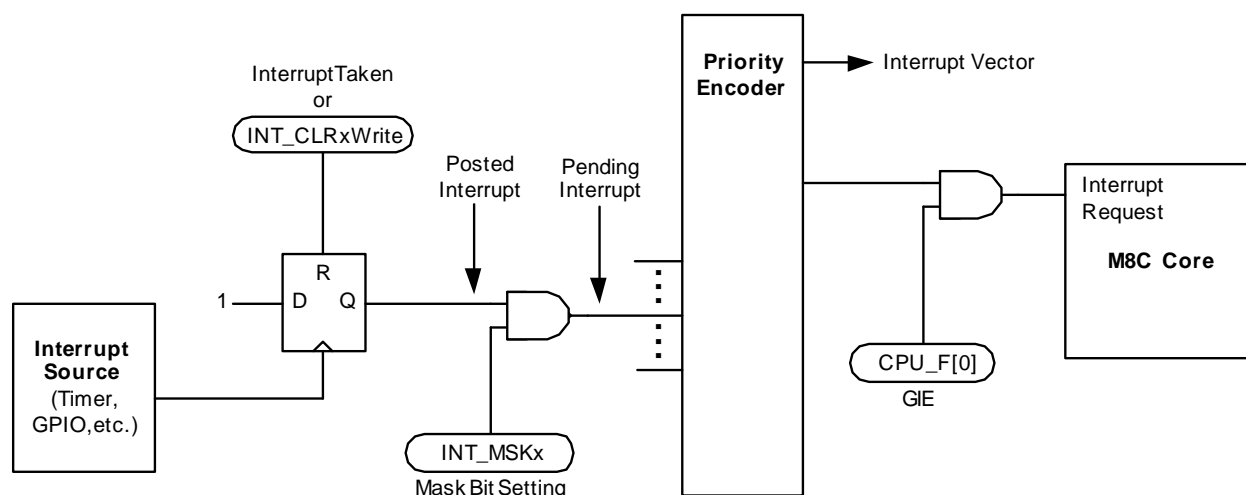 InterruptTaken
or
INT_CLRxWrite
R
1
D
Q
Interrupt
Source
(Timer,
GPIO,etc.)
Posted
Interrupt
Pending
Interrupt
INT_MSKx
Mask Bit Setting
Priority
Encoder
Interrupt Vector
CPU_F[0]
GIE
Interrupt
Request
M8C Core